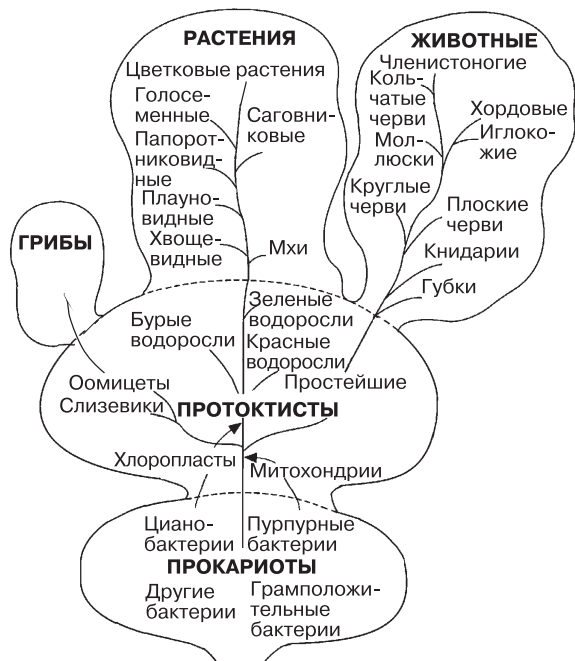 РАСТЕНИЯ
Цветковые растения
Голосе-
менные
Саговни-
ковые
Папорот-
никовид-
ные
Плауно-
видные
Хвоще-
видные
Мхи
ЖИВОТНЫЕ
Членистоногие
Коль-
чатые
черви
Хордовые
Иглоко-
жие
Мол-
люски
Круглые
черви
Плоские
черви
Книдарии
Губки
ГРИБЫ
Зеленые
водоросли
Бурые
водоросли
Красные
водоросли
Оомицеты
Слизевики
Простейшие
ПРОТОКТИСТЫ
Хлоропласты
Митохондрии
Циано-
бактерии
Пурпурные
бактерии
ПРОКАРИОТЫ
Другие
бактерии
Грамположи-
тельные
бактерии